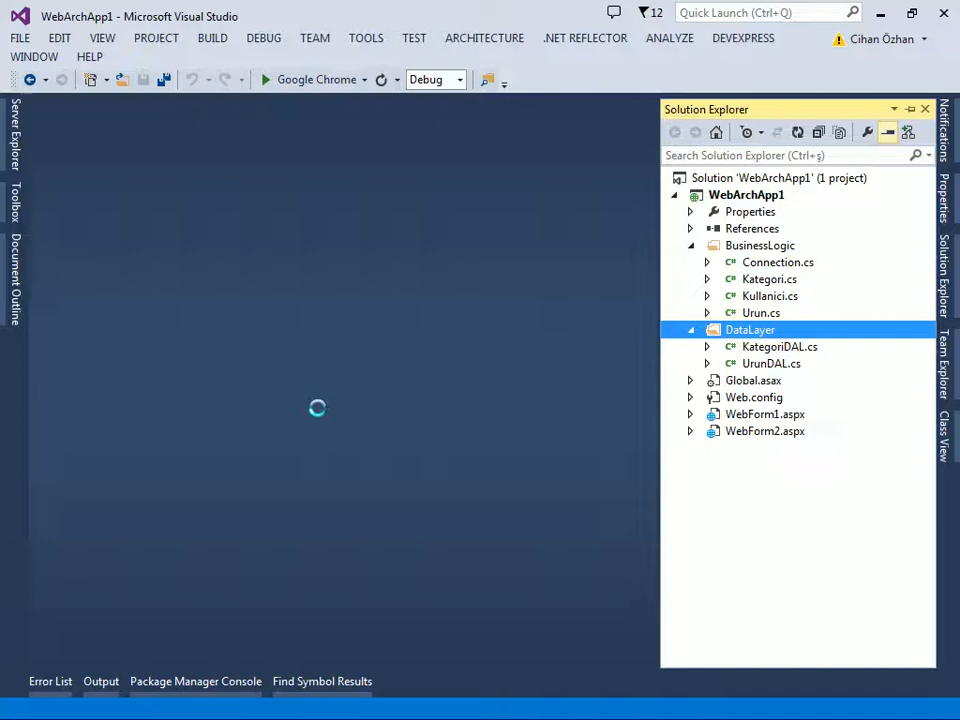 WebArchApp1 - Microsoft Visual Studio
12
Quick Launch (Ctrl+Q)
FILE EDIT VIEW PROJECT BUILD DEBUG TEAM TOOLS TEST ARCHITECTURE .NET REFLECTOR ANALYZE DEVEXPRESS
Cihan Özhan
WINDOW HELP
Google Chrome
Debug
Server Explorer
Toolbox
Document Outline
Solution Explorer
Search Solution Explorer (Ctrl+ş)
Solution 'WebArchApp1' (1 project)
WebArchApp1
Properties
References
BusinessLogic
C# Connection.cs
C# Kategori.cs
C# Kullanici.cs
C# Urun.cs
DataLayer
C# KategoriDAL.cs
C# UrunDAL.cs
Global.asax
Web.config
WebForm1.aspx
WebForm2.aspx
Notifications
Properties
Solution Explorer
Team Explorer
Class View
Error List Output Package Manager Console Find Symbol Results